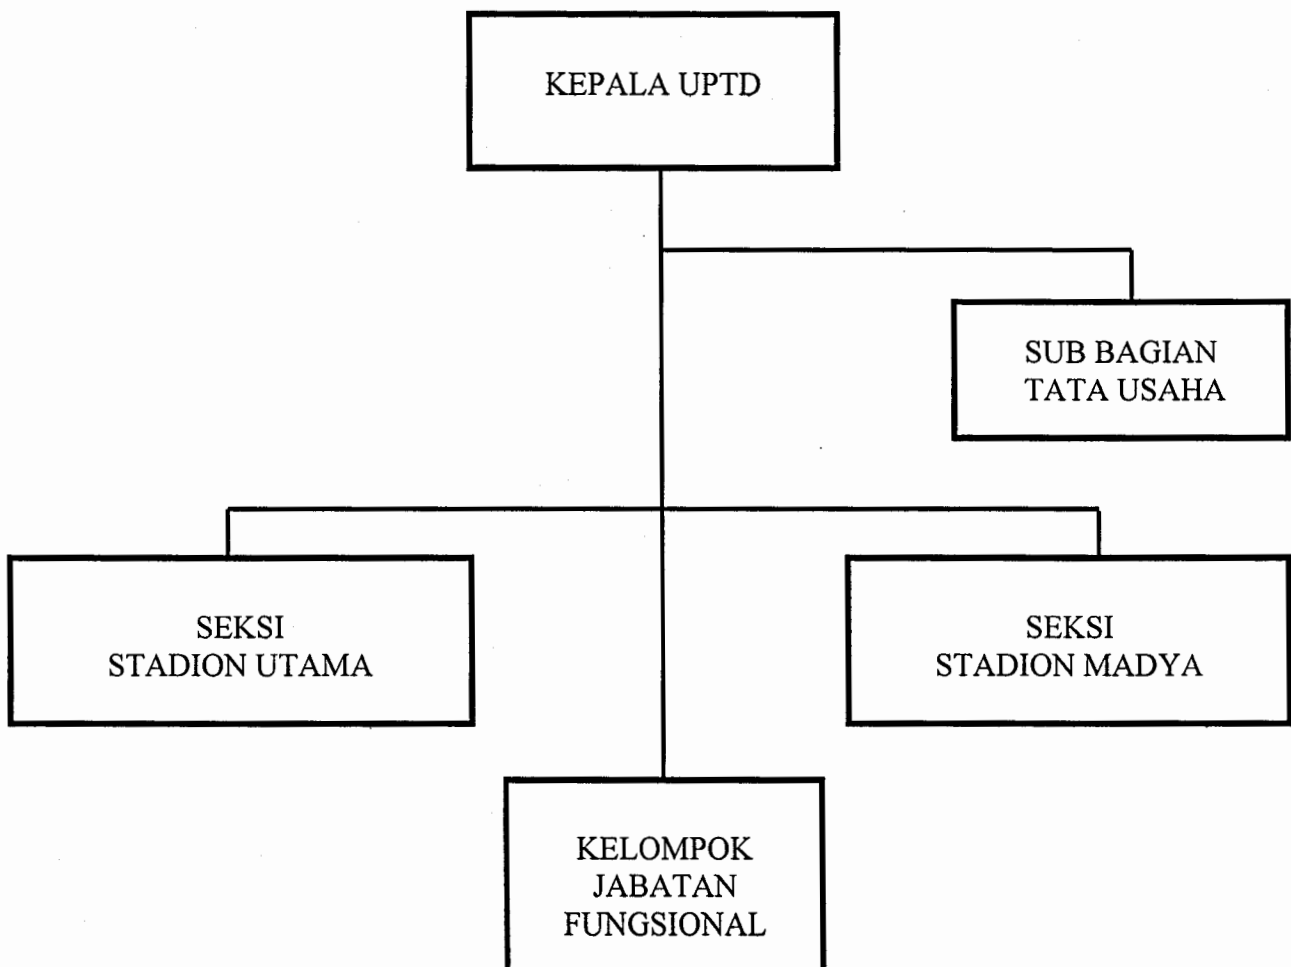 KEPALA UPTD
SUB BAGIAN
TATA USAHA
SEKSI
STADION UTAMA
SEKSI
STADION MADYA
KELOMPOK
JABATAN
FUNGSIONAL